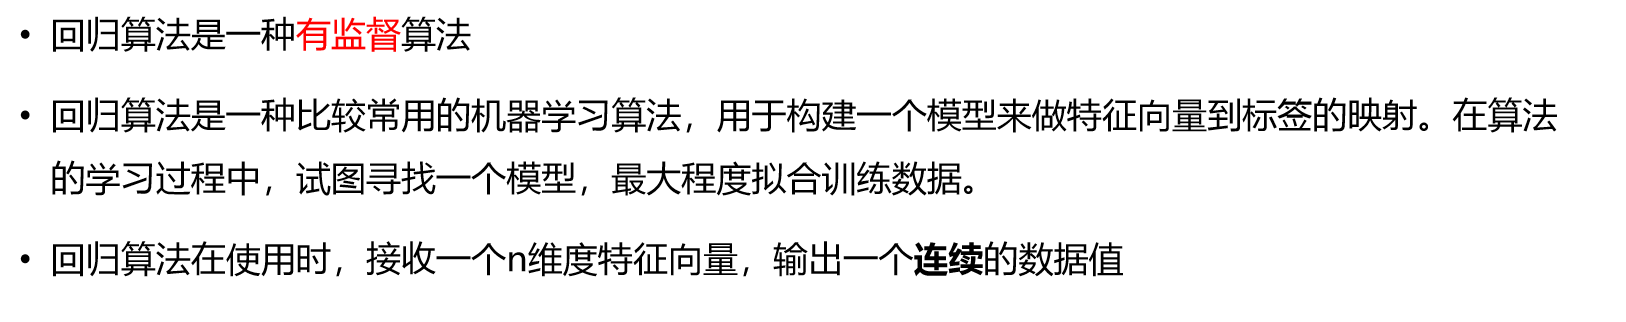 • 回归算法是一种有监督算法
• 回归算法是一种比较常用的机器学习算法，用于构建一个模型来做特征向量到标签的映射。在算法
的学习过程中，试图寻找一个模型，最大程度拟合训练数据。
• 回归算法在使用时，接收一个n维度特征向量，输出一个连续的数据值